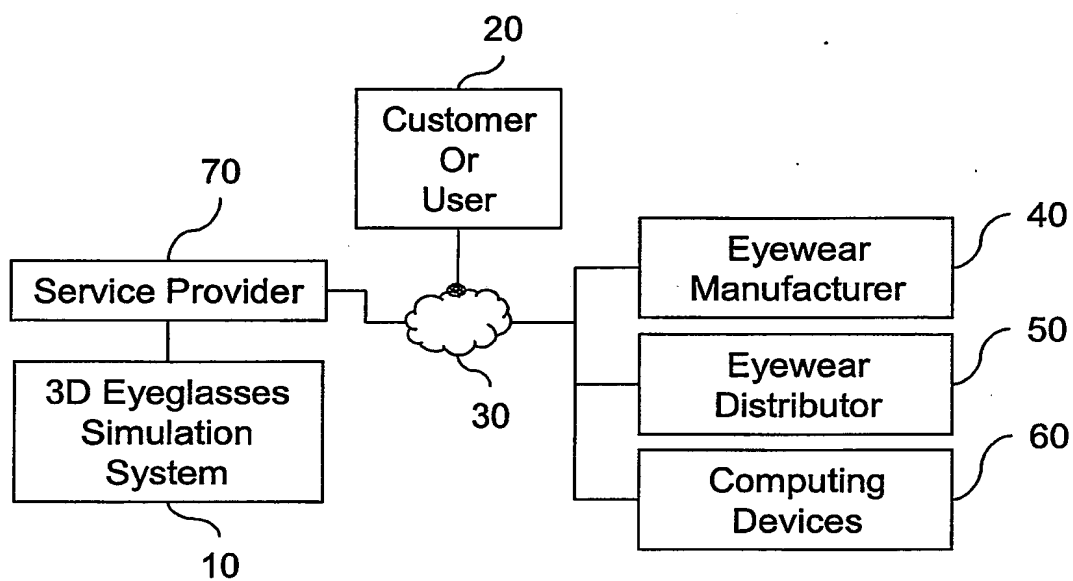 20
Customer
Or
User
70
Service Provider
3D Eyeglasses
Simulation
System
10
30
40
Eyewear
Manufacturer
50
Eyewear
Distributor
60
Computing
Devices